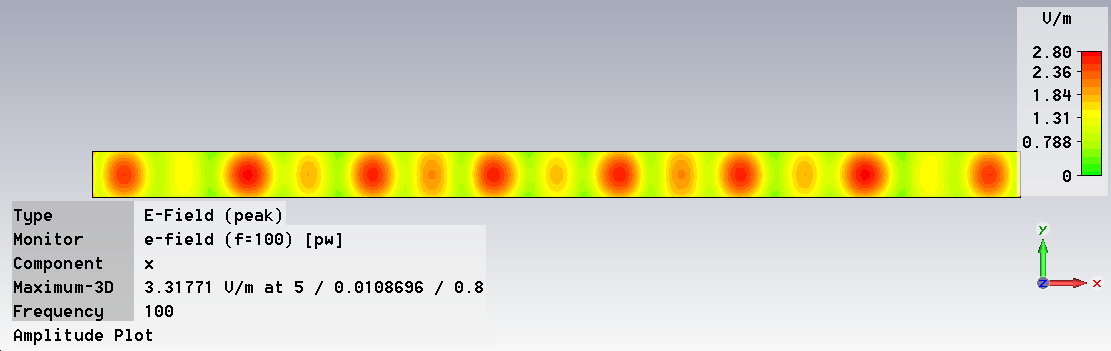 V/m
2.80
2.36
1.84
1.31
0.788
0
Type E-Field (peak)
Monitor e-field (f=100) [pw]
Component x
Maximum-3D 3.31771 V/m at 5 / 0.0108696 / 0.8
Frequency 100
Amplitude Plot
y
z x